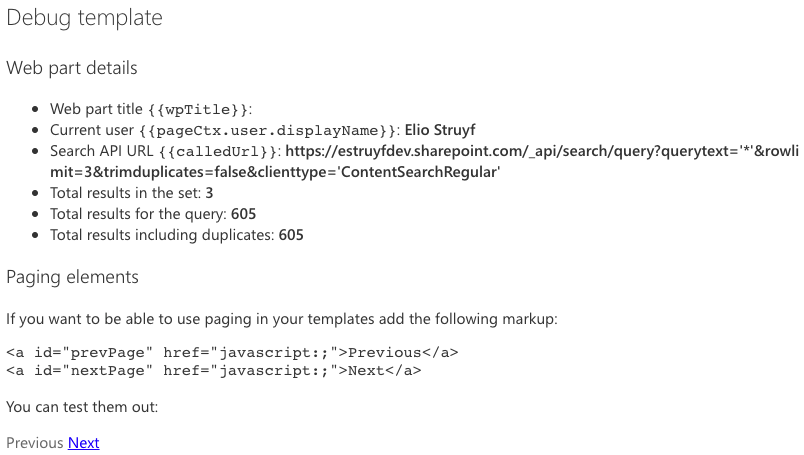 Debug template
Web part details
• Web part title {{wpTitle}}:
• Current user {{pageCtx.user.displayName}}: Elio Struyf
• Search API URL {{calledUrl}}: https://estruyfdev.sharepoint.com/_api/search/query?querytext='*'&rowli
mit=3&trimduplicates=false&clienttype='ContentSearchRegular'
• Total results in the set: 3
• Total results for the query: 605
• Total results including duplicates: 605
Paging elements
If you want to be able to use paging in your templates add the following markup:
<a id="prevPage" href="javascript:;">Previous</a>
<a id="nextPage" href="javascript:;">Next</a>
You can test them out:
Previous Next